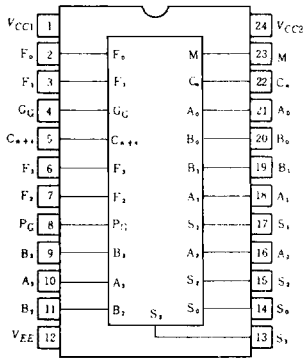 VCC1 1 24 VCC2
F0 2 F0 M 23 M
F1 3 F1 Cn 22 Cn
GG 4 GG A0 21 A0
Cn+4 5 Cn+4 B0 20 B0
F3 6 F3 B1 19 B1
F2 7 F2 A1 18 A1
PG 8 PG S1 17 S1
B3 9 B3 A2 16 A2
A3 10 A3 S2 15 S2
B2 11 B2 S0 14 S0
S3
VEE 12 13 S3